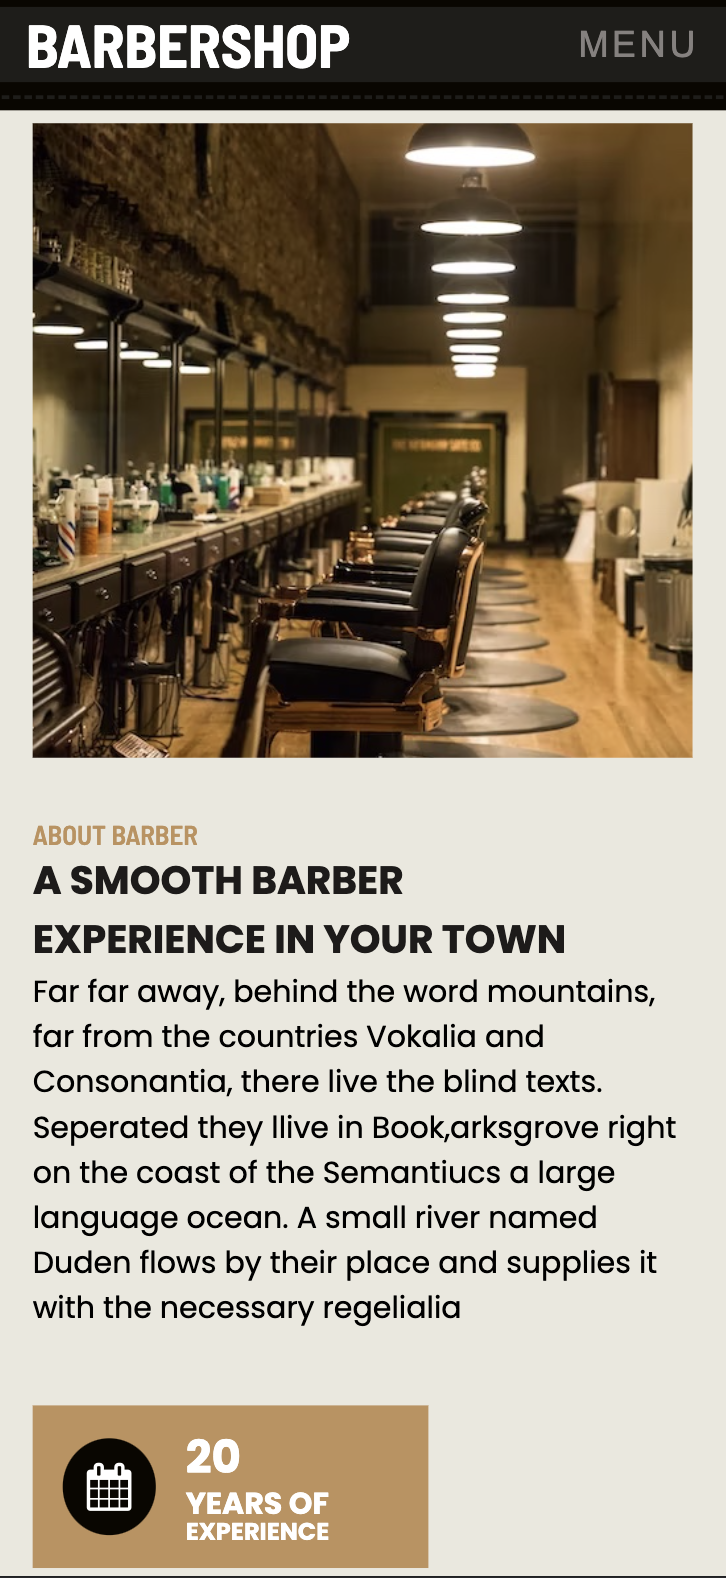 BARBERSHOP
MENU
ABOUT BARBER
A SMOOTH BARBER
EXPERIENCE IN YOUR TOWN
Far far away, behind the word mountains,
far from the countries Vokalia and
Consonantia, there live the blind texts.
Seperated they llive in Book,arksgrove right
on the coast of the Semantiucs a large
language ocean. A small river named
Duden flows by their place and supplies it
with the necessary regelialia
20
YEARS OF
EXPERIENCE